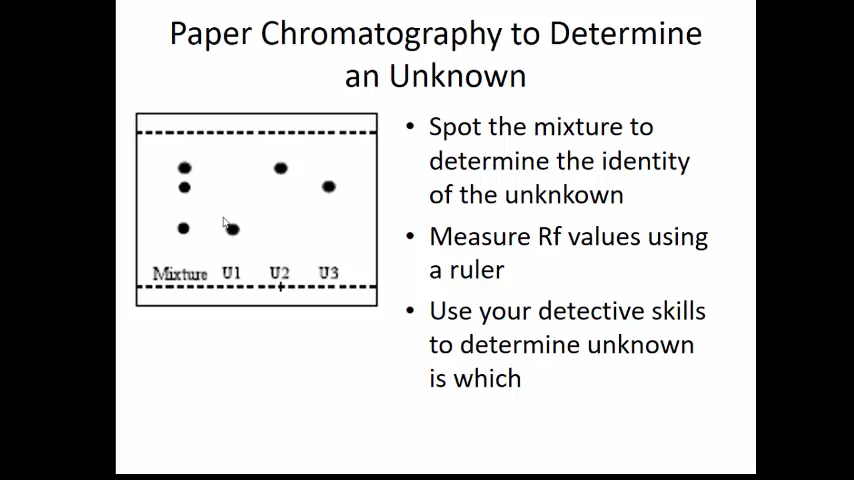 Paper Chromatography to Determine
an Unknown
Mixture U1 U2 U3
• Spot the mixture to
determine the identity
of the unknkown
• Measure Rf values using
a ruler
• Use your detective skills
to determine unknown
is which